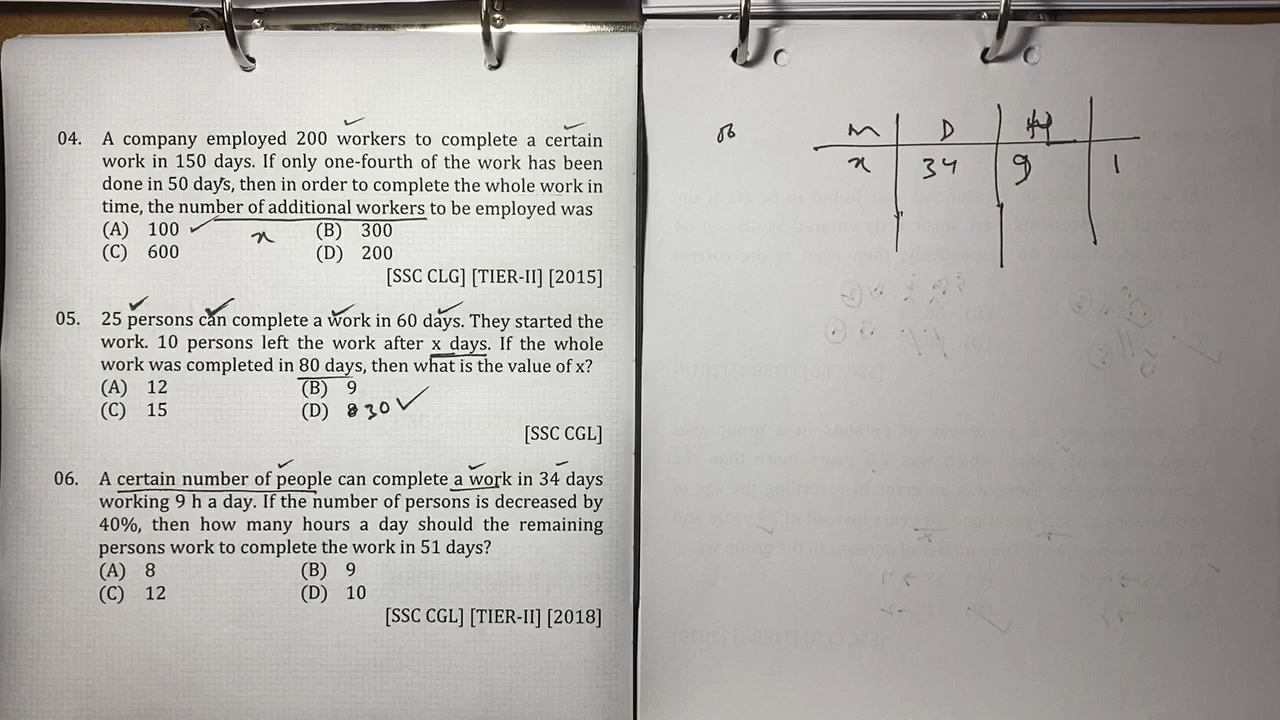 04. A company employed 200 workers to complete a certain
work in 150 days. If only one-fourth of the work has been
done in 50 days, then in order to complete the whole work in
time, the number of additional workers to be employed was
(A) 100 (B) 300
x
(C) 600 (D) 200
[SSC CLG] [TIER-II] [2015]
05. 25 persons can complete a work in 60 days. They started the
work. 10 persons left the work after x days. If the whole
work was completed in 80 days, then what is the value of x?
(A) 12 (B) 9
(C) 15 (D) 8 30
[SSC CGL]
06. A certain number of people can complete a work in 34 days
working 9 h a day. If the number of persons is decreased by
40%, then how many hours a day should the remaining
persons work to complete the work in 51 days?
(A) 8 (B) 9
(C) 12 (D) 10
[SSC CGL] [TIER-II] [2018]
06 M D H
x 34 9 1